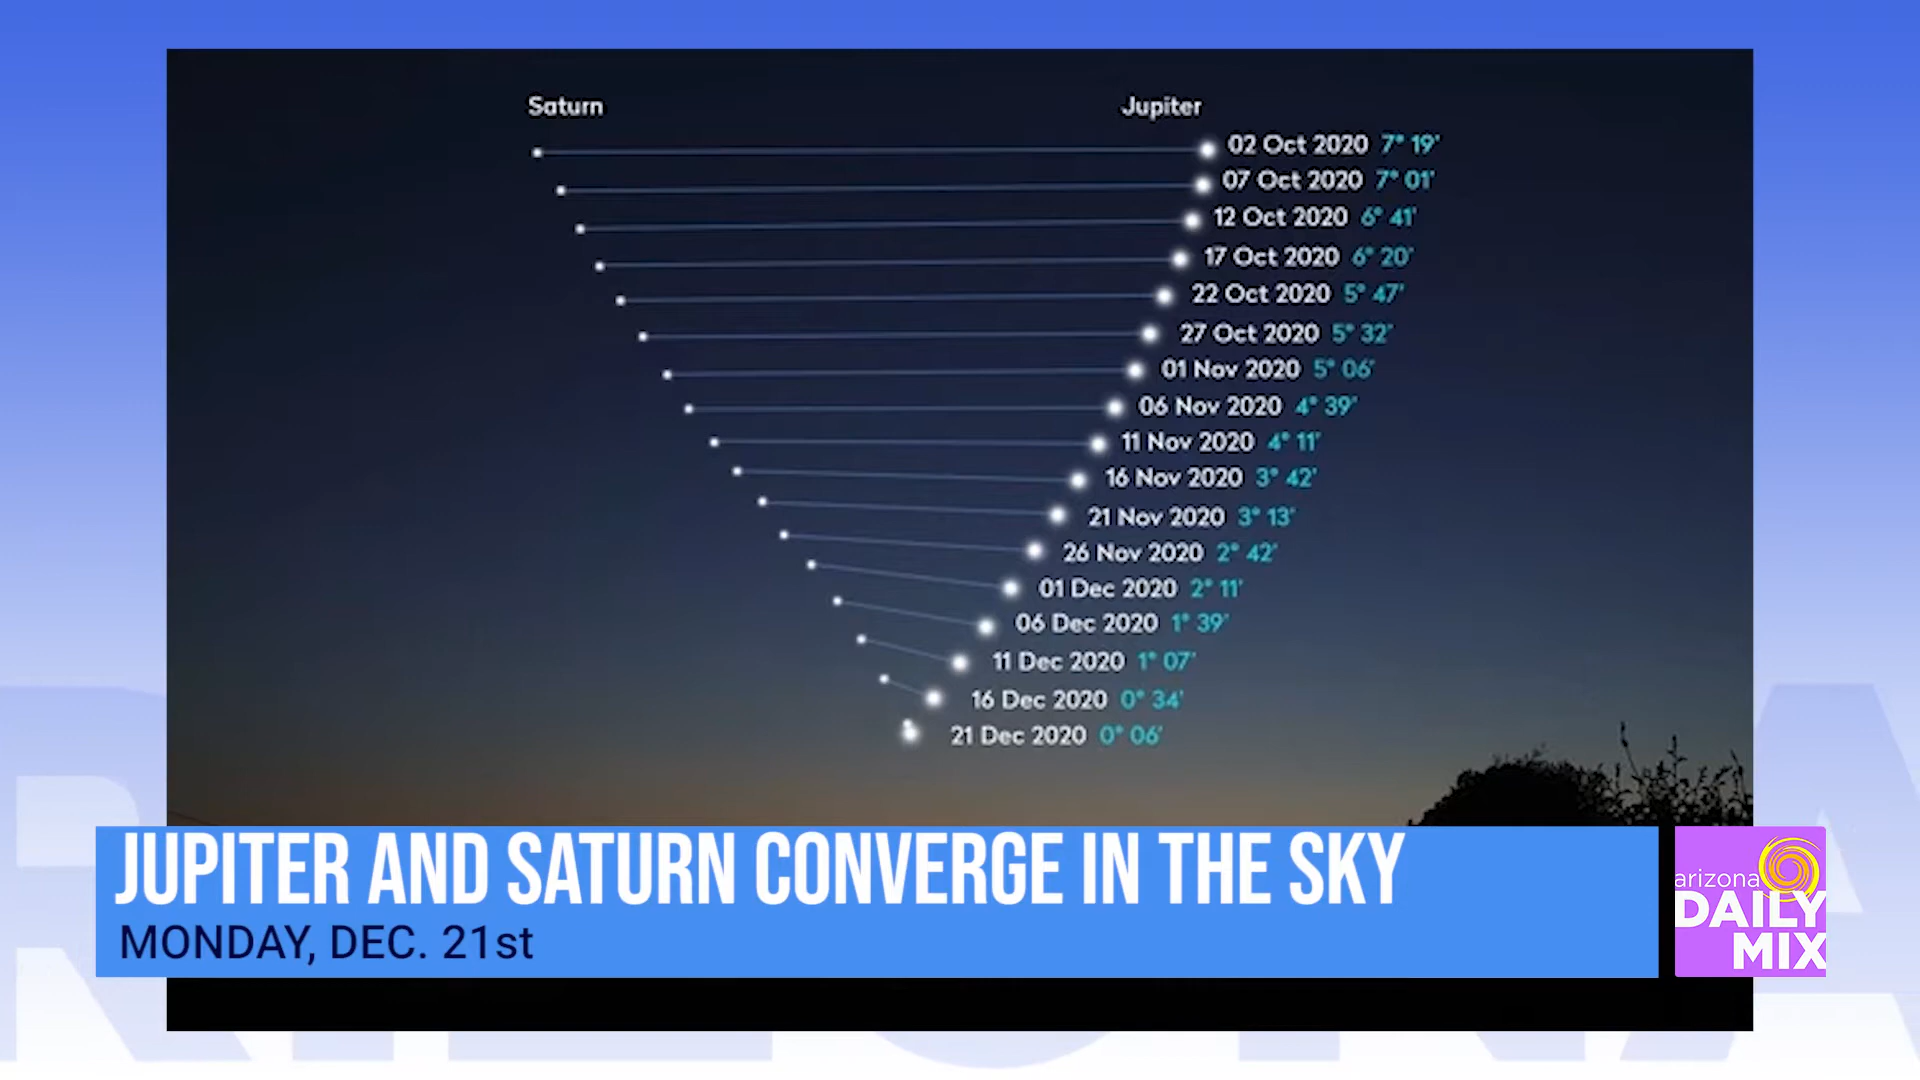 Saturn Jupiter
02 Oct 2020 7° 19'
07 Oct 2020 7° 01'
12 Oct 2020 6° 41'
17 Oct 2020 6° 20'
22 Oct 2020 5° 47'
27 Oct 2020 5° 32'
01 Nov 2020 5° 06'
06 Nov 2020 4° 39'
11 Nov 2020 4° 11'
16 Nov 2020 3° 42'
21 Nov 2020 3° 13'
26 Nov 2020 2° 42'
01 Dec 2020 2° 11'
06 Dec 2020 1° 39'
11 Dec 2020 1° 07'
16 Dec 2020 0° 34'
21 Dec 2020 0° 06'
JUPITER AND SATURN CONVERGE IN THE SKY
MONDAY, DEC. 21st
arizona
DAILY
MIX